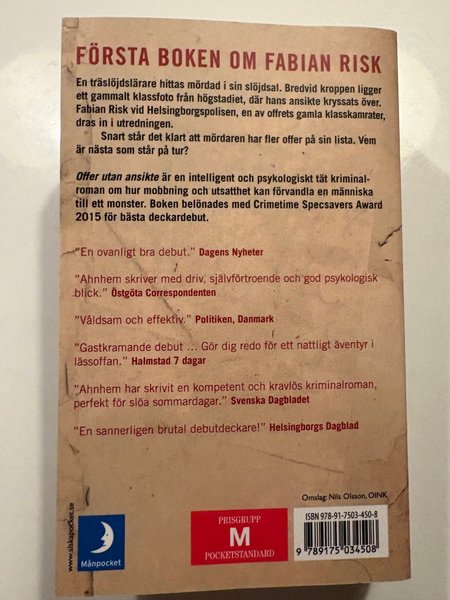 FÖRSTA BOKEN OM FABIAN RISK
En träslöjdslärare hittas mördad i sin slöjdsal. Bredvid kroppen ligger
ett gammalt klassfoto från högstadiet, där hans ansikte kryssats över.
Fabian Risk vid Helsingborgspolisen, en av offrets gamla klasskamrater,
dras in i utredningen.
Snart står det klart att mördaren har fler offer på sin lista. Vem
är nästa som står på tur?
Offer utan ansikte är en intelligent och psykologiskt tät kriminal-
roman om hur mobbning och utsatthet kan förvandla en människa
till ett monster. Boken belönades med Crimetime Specsavers Award
2015 för bästa deckardebut.
”En ovanligt bra debut.” Dagens Nyheter
”Ahnhem skriver med driv, självförtroende och god psykologisk
blick.” Östgöta Correspondenten
”Våldsam och effektiv.” Politiken, Danmark
”Gastkramande debut ... Gör dig redo för ett nattligt äventyr i
lässoffan.” Halmstad 7 dagar
”Ahnhem har skrivit en kompetent och kravlös kriminalroman,
perfekt för slöa sommardagar.” Svenska Dagbladet
”En sannerligen brutal debutdeckare!” Helsingborgs Dagblad
Omslag: Nils Olsson, OINK
www.alskapocket.se
Månpocket
PRISGRUPP
M
POCKETSTANDARD
ISBN 978-91-7503-450-8
9 789175 034508